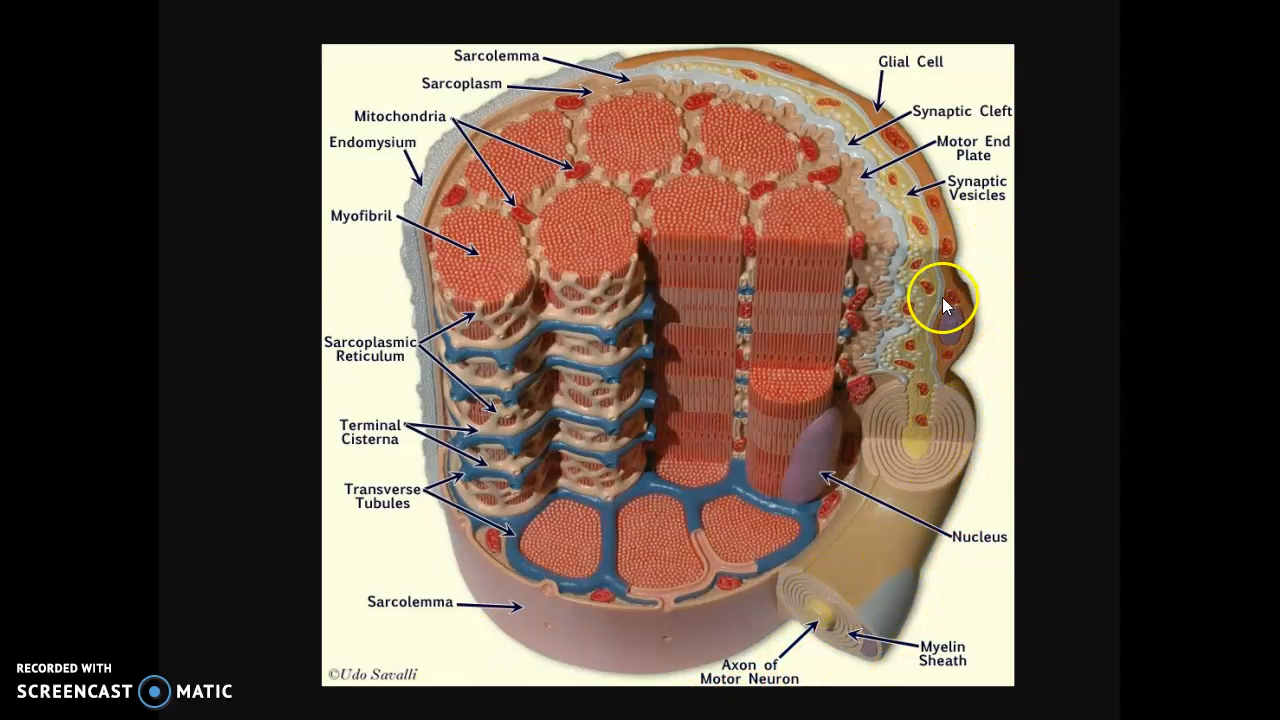 Sarcolemma
Sarcoplasm
Mitochondria
Endomysium
Myofibril
Sarcoplasmic
Reticulum
Terminal
Cisterna
Transverse
Tubules
Sarcolemma
Glial Cell
Synaptic Cleft
Motor End
Plate
Synaptic
Vesicles
Nucleus
Myelin
Sheath
Axon of
Motor Neuron
©Udo Savalli
RECORDED WITH
SCREENCAST MATIC